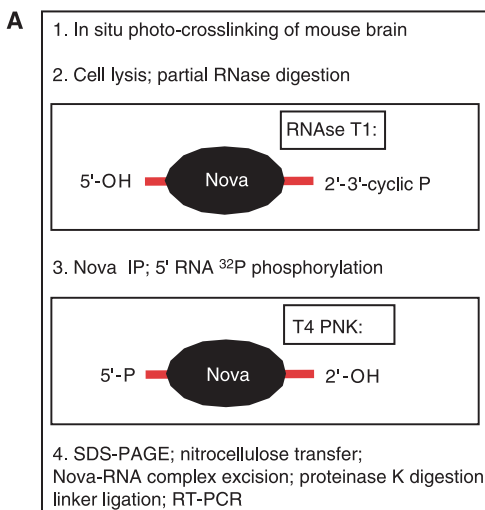 A
1. In situ photo-crosslinking of mouse brain
2. Cell lysis; partial RNase digestion
RNAse T1:
5'-OH Nova 2'-3'-cyclic P
3. Nova IP; 5' RNA ³²P phosphorylation
T4 PNK:
5'-P Nova 2'-OH
4. SDS-PAGE; nitrocellulose transfer;
Nova-RNA complex excision; proteinase K digestion
linker ligation; RT-PCR